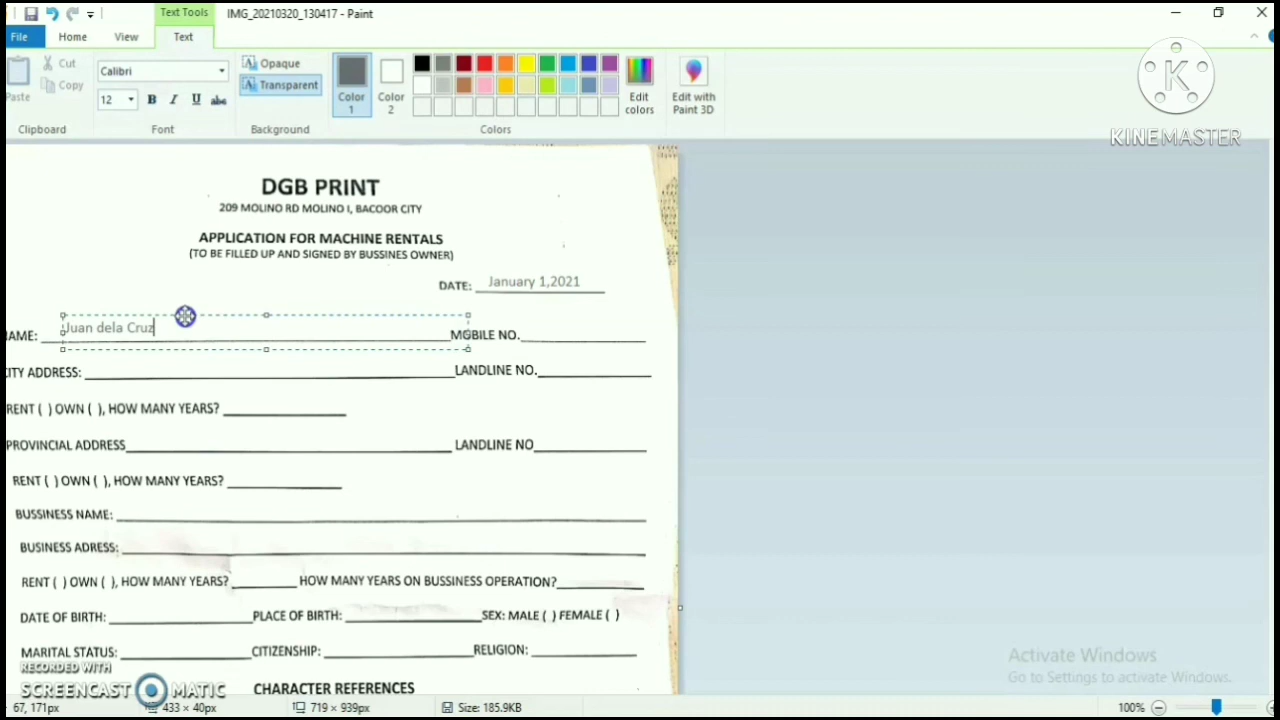 Text Tools
IMG_20210320_130417 - Paint
File Home View Text
Paste
Cut
Copy
Clipboard
Calibri
12 B I U abc
Font
Opaque
Transparent
Background
Color 1
Color 2
Edit colors
Colors
Edit with Paint 3D
K
KINEMASTER
DGB PRINT
209 MOLINO RD MOLINO I, BACOOR CITY
APPLICATION FOR MACHINE RENTALS
(TO BE FILLED UP AND SIGNED BY BUSSINES OWNER)
DATE: January 1,2021
AME: Juan dela Cruz MOBILE NO.
ITY ADDRESS: LANDLINE NO.
RENT ( ) OWN ( ), HOW MANY YEARS?
PROVINCIAL ADDRESS LANDLINE NO
RENT ( ) OWN ( ), HOW MANY YEARS?
BUSSINESS NAME:
BUSINESS ADRESS:
RENT ( ) OWN ( ), HOW MANY YEARS? HOW MANY YEARS ON BUSSINESS OPERATION?
DATE OF BIRTH: PLACE OF BIRTH: SEX: MALE ( ) FEMALE ( )
MARITAL STATUS: CITIZENSHIP: RELIGION:
CHARACTER REFERENCES
Activate Windows
Go to Settings to activate Windows.
RECORDED WITH
SCREENCAST MATIC
67, 171px 433 × 40px 719 × 939px Size: 185.9KB 100%